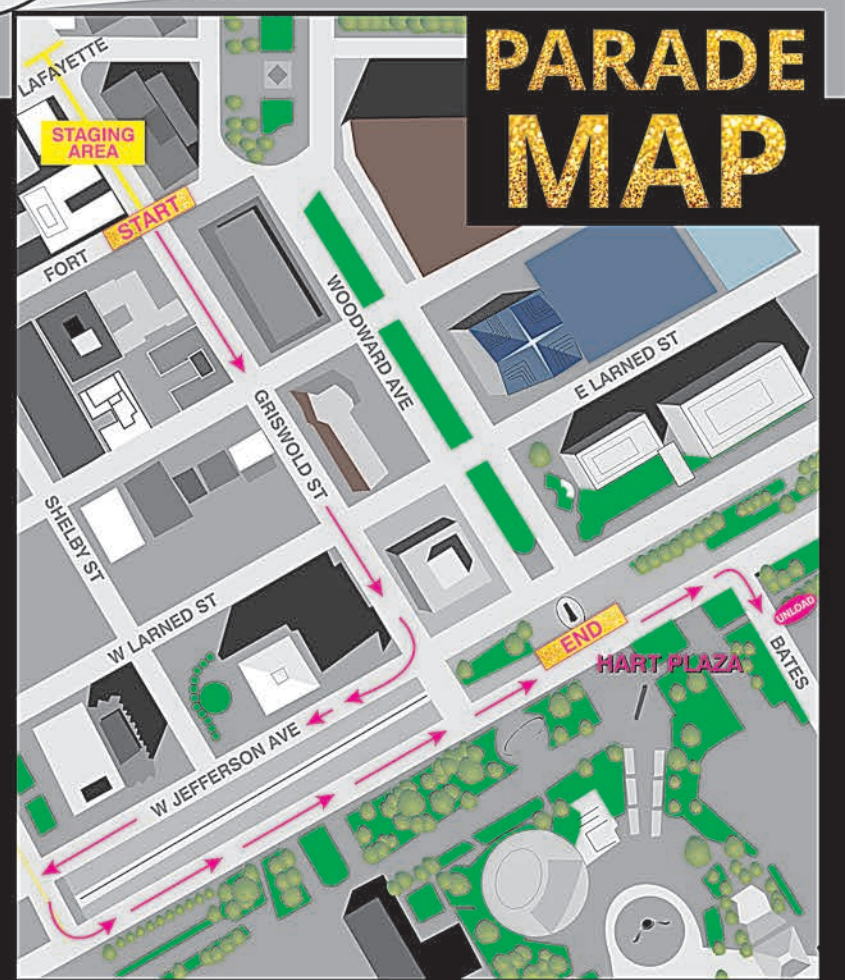 PARADE
MAP
LAFAYETTE
STAGING
AREA
START
FORT
WOODWARD AVE
E LARNED ST
GRISWOLD ST
SHELBY ST
W LARNED ST
END
UNLOAD
HART PLAZA
BATES
W JEFFERSON AVE